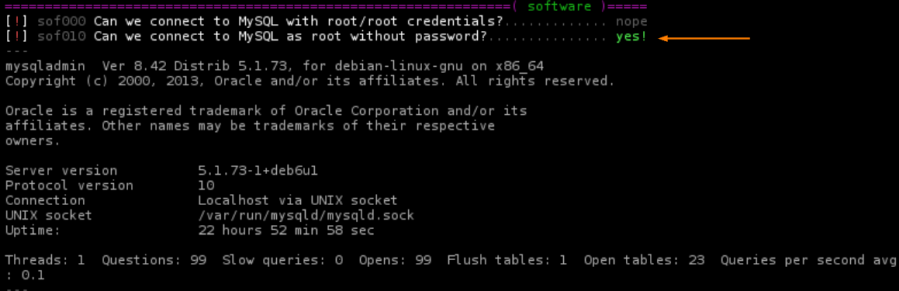 ================================================================( software )=====
[!] sof000 Can we connect to MySQL with root/root credentials?............. nope
[!] sof010 Can we connect to MySQL as root without password?............... yes!
---
mysqladmin  Ver 8.42 Distrib 5.1.73, for debian-linux-gnu on x86_64
Copyright (c) 2000, 2013, Oracle and/or its affiliates. All rights reserved.
Oracle is a registered trademark of Oracle Corporation and/or its
affiliates. Other names may be trademarks of their respective
owners.
Server version          5.1.73-1+deb6u1
Protocol version        10
Connection              Localhost via UNIX socket
UNIX socket             /var/run/mysqld/mysqld.sock
Uptime:                 22 hours 52 min 58 sec
Threads: 1  Questions: 99  Slow queries: 0  Opens: 99  Flush tables: 1  Open tables: 23  Queries per second avg
: 0.1
---